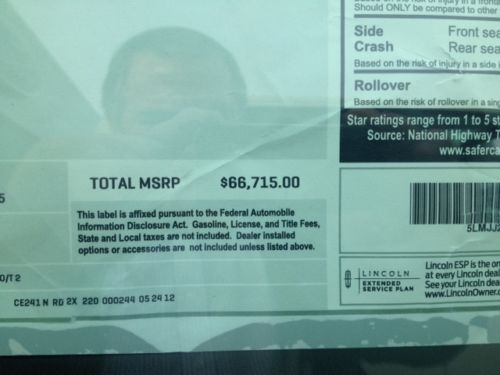 Should ONLY be compared to other
Side
Crash
Front sea
Rear sea
Based on the risk of injury in a side i
Rollover
Based on the risk of rollover in a sing
Star ratings range from 1 to 5 st
Source: National Highway T
www.saferca
TOTAL MSRP $66,715.00
This label is affixed pursuant to the Federal Automobile
Information Disclosure Act. Gasoline, License, and Title Fees,
State and Local taxes are not included. Dealer installed
options or accessories are not included unless listed above.
5
O/T 2
CE241 N RD 2X 220 000244 05 24 12
5LMJJ2
LINCOLN
EXTENDED
SERVICE PLAN
Lincoln ESP is the on
at every Lincoln deal
See your Lincoln dea
www.LincolnOwner.c